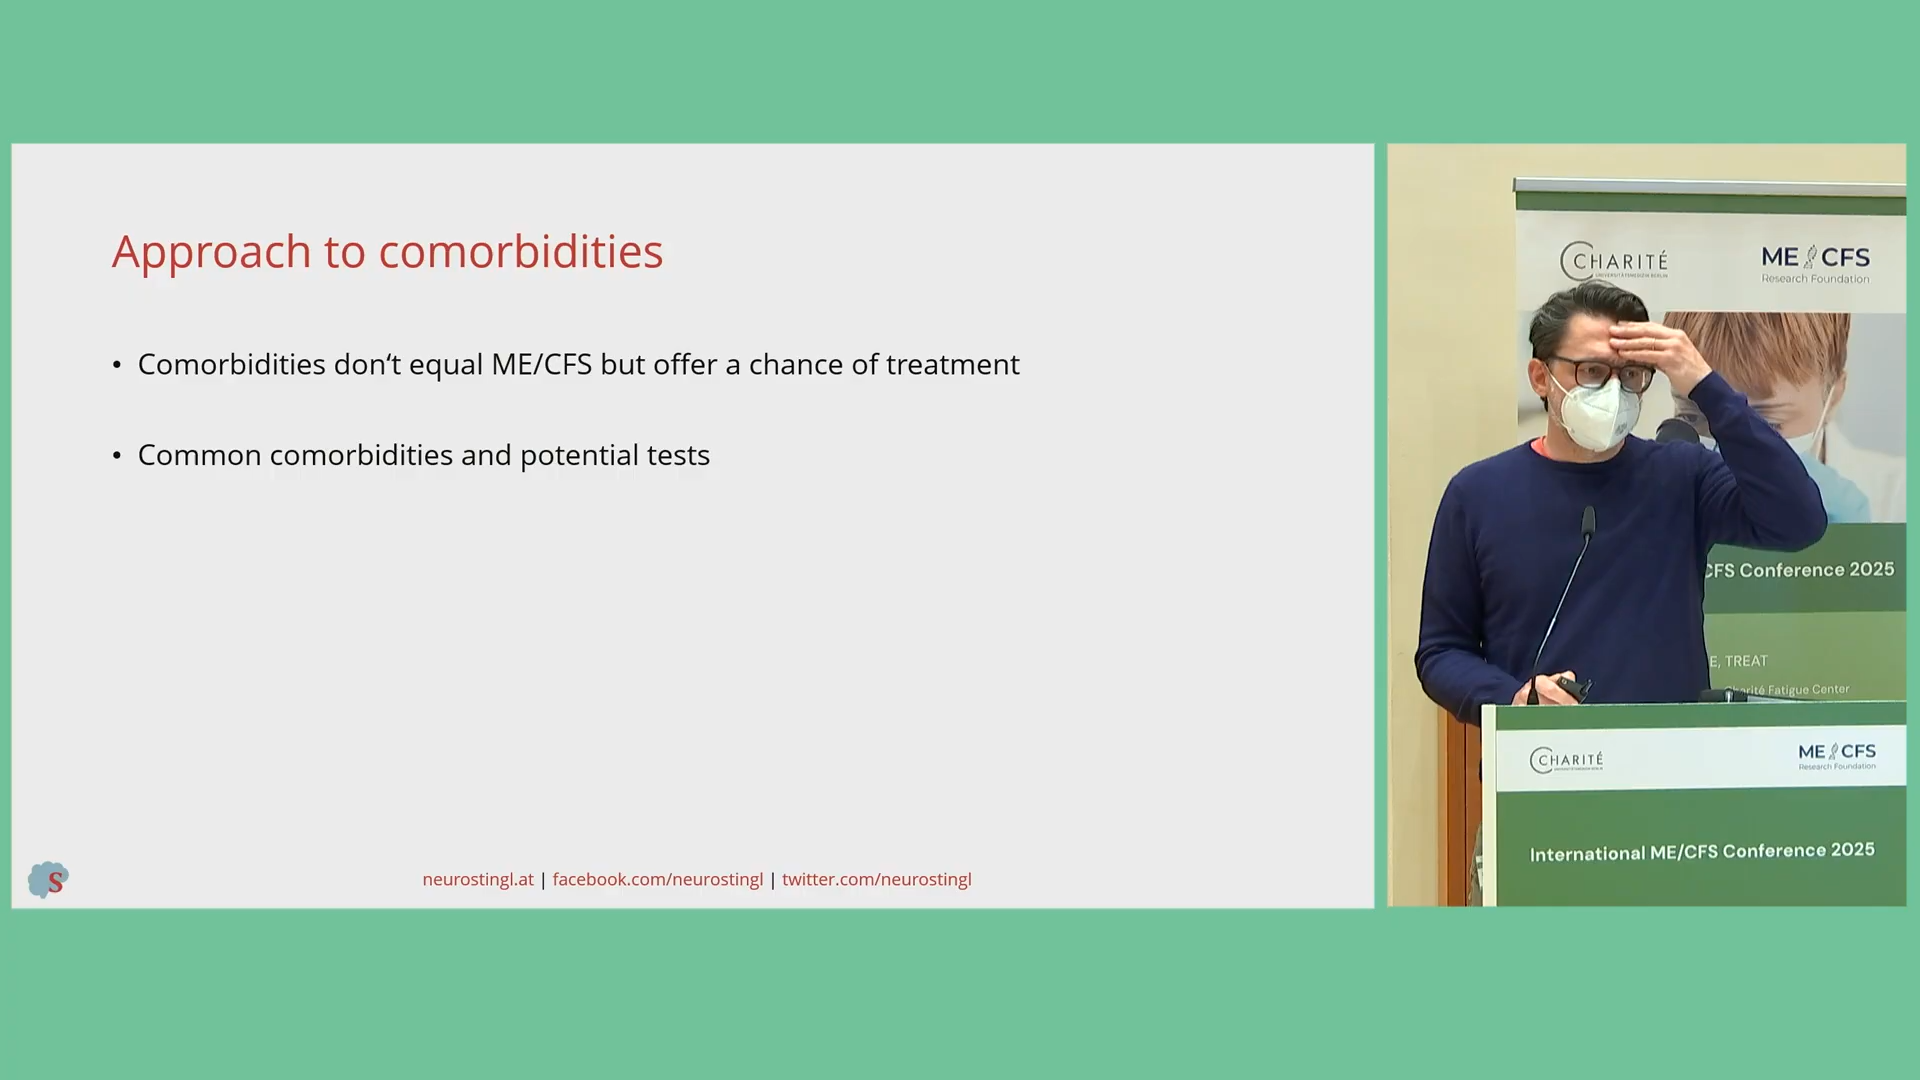 Approach to comorbidities
• Comorbidities don‘t equal ME/CFS but offer a chance of treatment
• Common comorbidities and potential tests
S
neurostingl.at | facebook.com/neurostingl | twitter.com/neurostingl
CHARITÉ
ME CFS
Research Foundation
CFS Conference 2025
E, TREAT
Charité Fatigue Center
CHARITÉ
ME CFS
Research Foundation
International ME/CFS Conference 2025